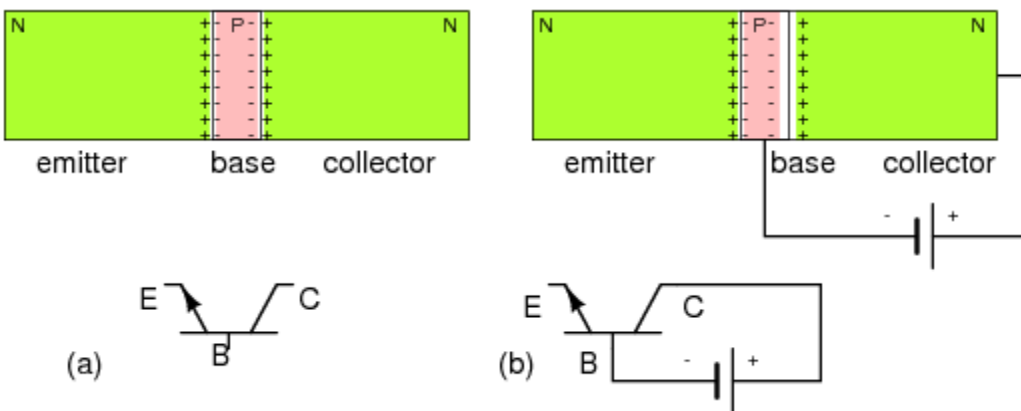 N P N N P N
emitter base collector emitter base collector
- +
E C E C
B B - +
(a) (b)